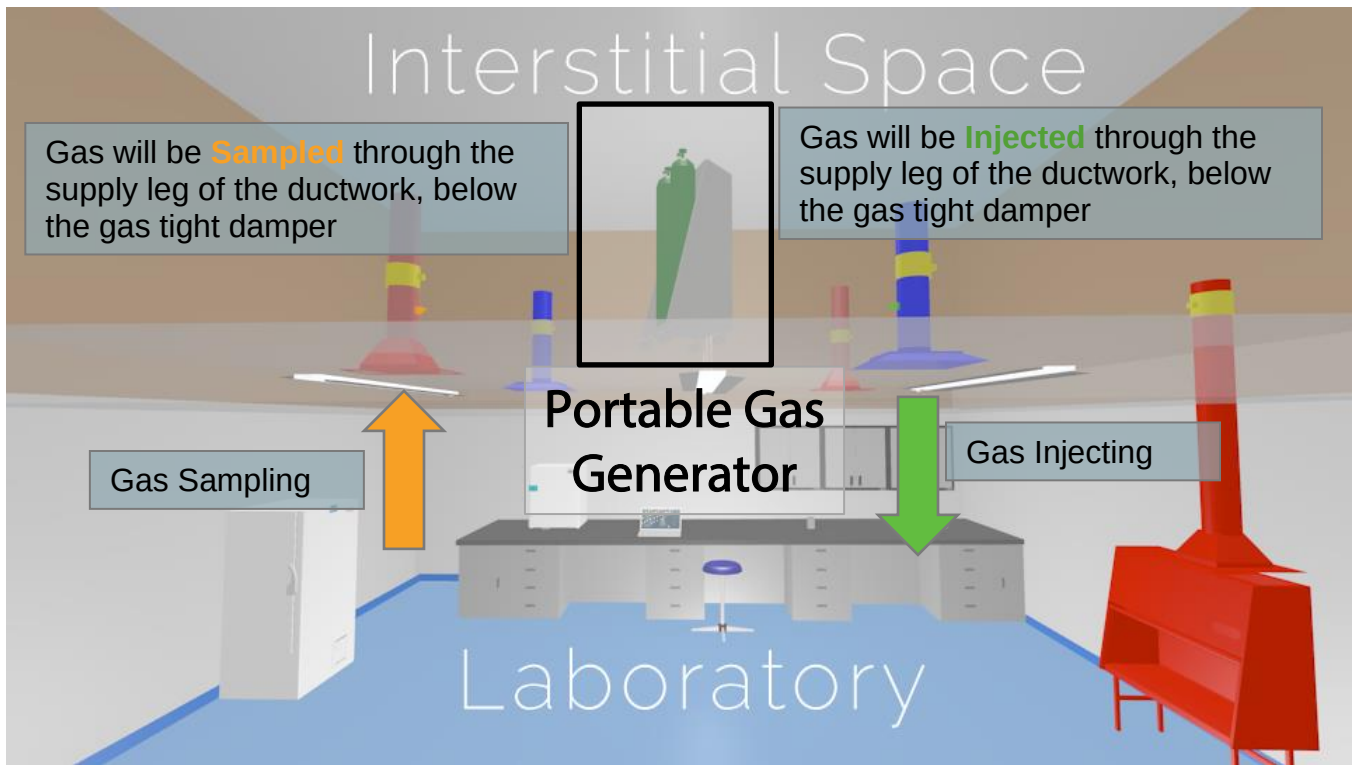 Interstitial Space
Gas will be Sampled through the
supply leg of the ductwork, below
the gas tight damper
Gas will be Injected through the
supply leg of the ductwork, below
the gas tight damper
Portable Gas
Generator
Gas Sampling
Gas Injecting
Laboratory